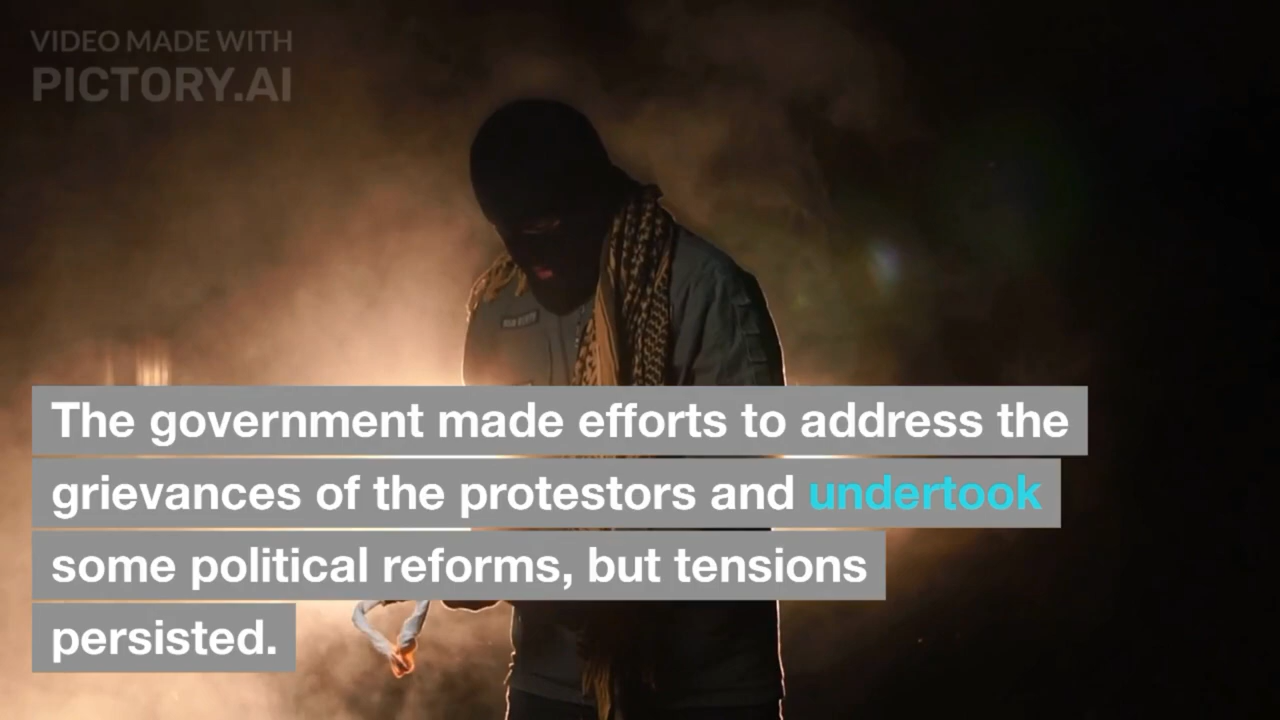 VIDEO MADE WITH
PICTORY.AI
The government made efforts to address the
grievances of the protestors and undertook
some political reforms, but tensions
persisted.